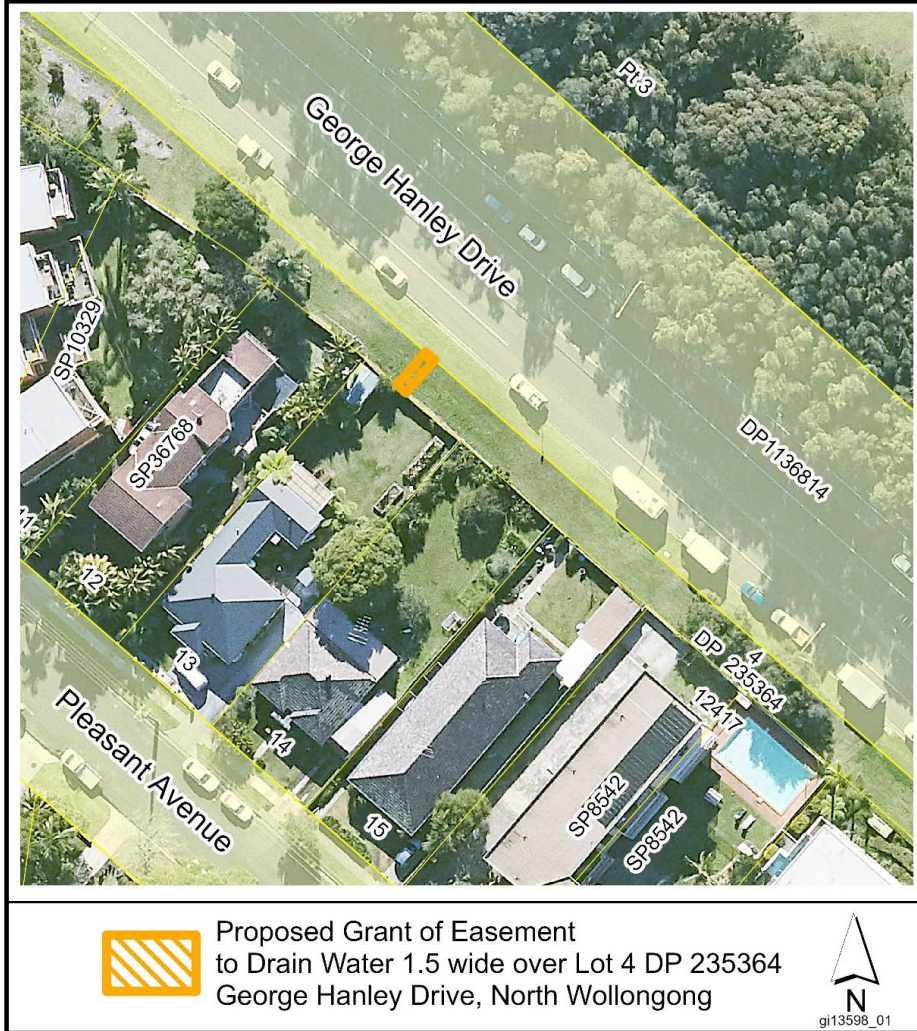 Pt 3
George Hanley Drive
SP10329
SP36768
DP1136814
11
12
13
14
15
4
DP 235364
12417
SP8542
SP8542
Pleasant Avenue
Proposed Grant of Easement
to Drain Water 1.5 wide over Lot 4 DP 235364
George Hanley Drive, North Wollongong
N
gi13598_01